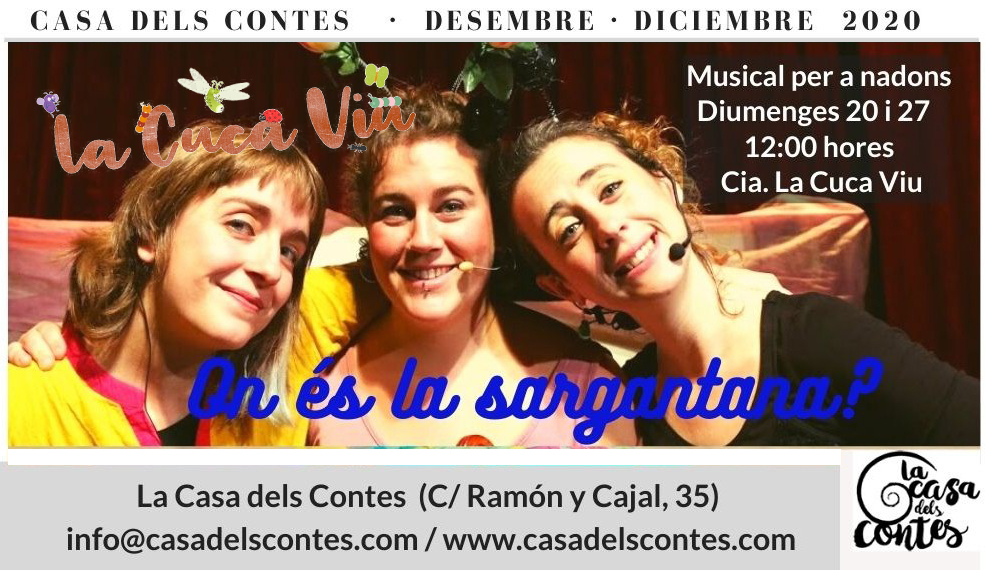 CASA DELS CONTES · DESEMBRE · DICIEMBRE 2020
La Cuca Viu
Musical per a nadons
Diumenges 20 i 27
12:00 hores
Cia. La Cuca Viu
On és la sargantana?
La Casa dels Contes (C/ Ramón y Cajal, 35)
info@casadelscontes.com / www.casadelscontes.com
la
casa
dels
contes